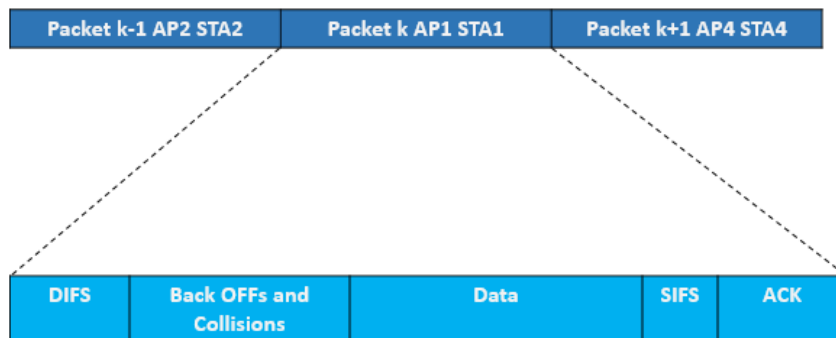 Packet k-1 AP2 STA2 Packet k AP1 STA1 Packet k+1 AP4 STA4
DIFS Back OFFs and Data SIFS ACK
Collisions